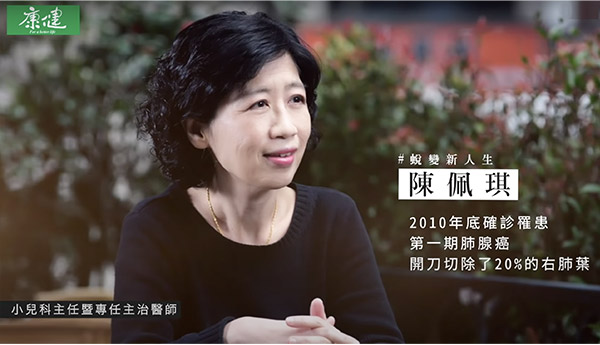 康健
For a better life
#蛻變新人生
陳佩琪
2010年底確診罹患
第一期肺腺癌
開刀切除了20%的右肺葉
小兒科主任暨專任主治醫師